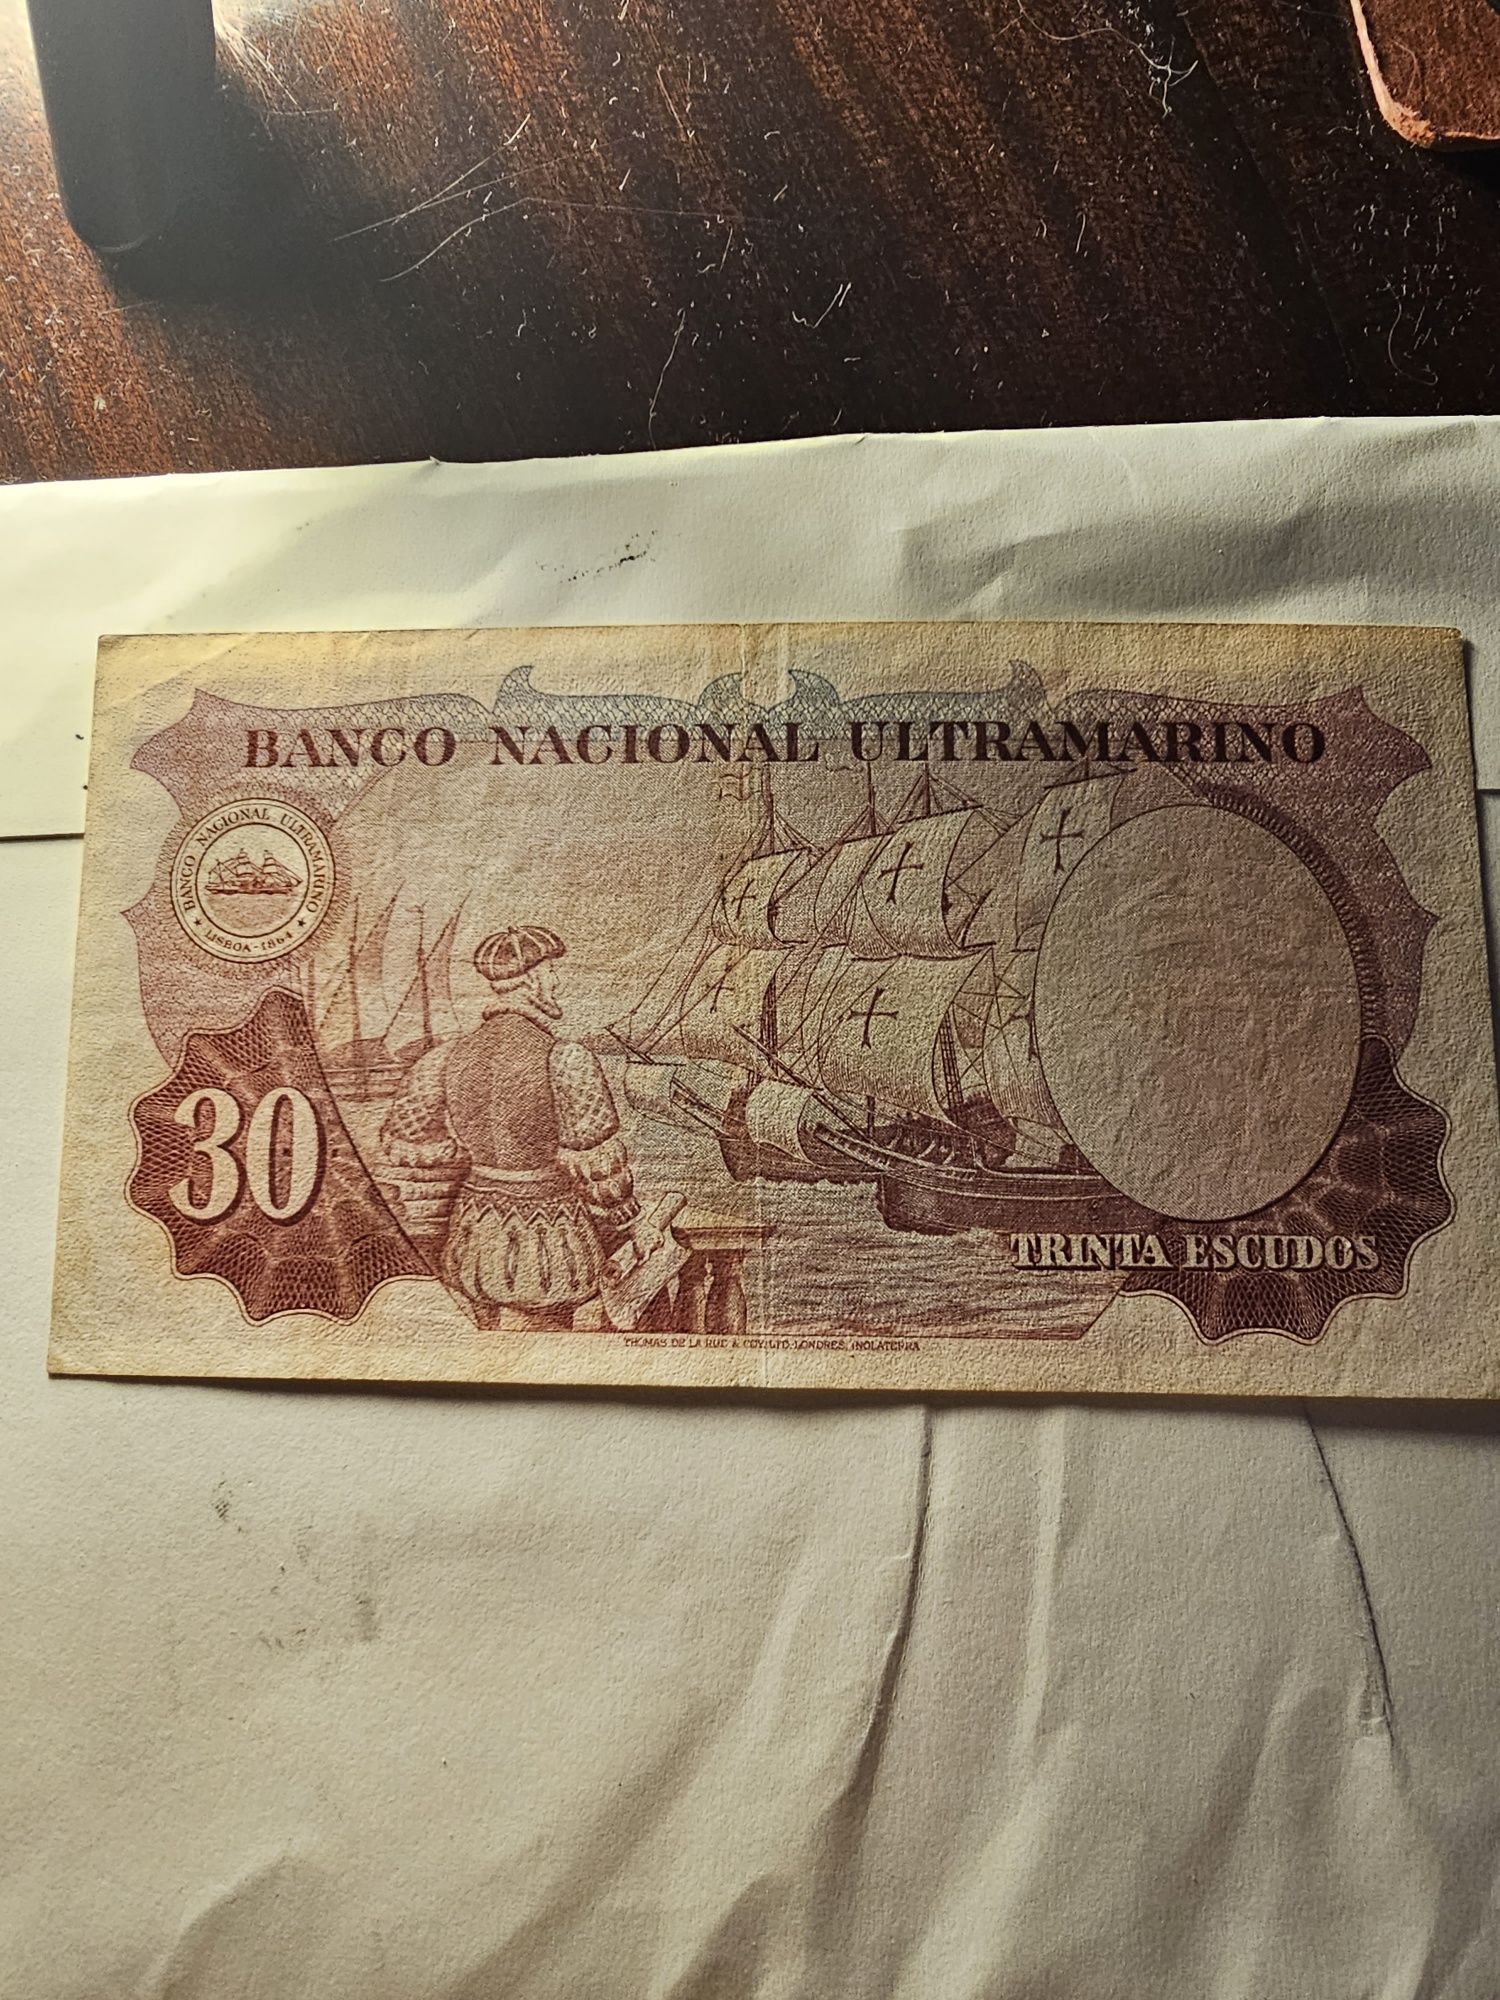 BANCO NACIONAL ULTRAMARINO
BANCO NACIONAL ULTRAMARINO
LISBOA-1864
30
TRINTA ESCUDOS
THOMAS DE LA RUE & COY, LTD. LONDRES, INGLATERRA